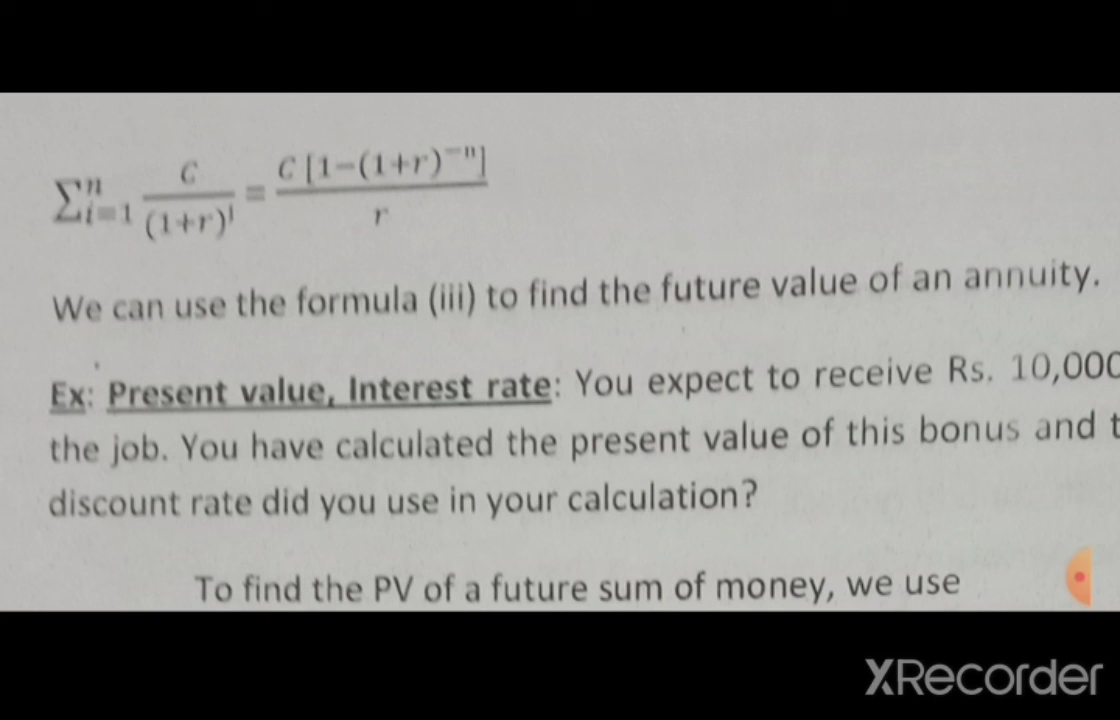 ∑ⁿᵢ₌₁ C/(1+r)ⁱ = C [1−(1+r)⁻ⁿ]/r
We can use the formula (iii) to find the future value of an annuity.
Ex: Present value, Interest rate: You expect to receive Rs. 10,000
the job. You have calculated the present value of this bonus and t
discount rate did you use in your calculation?
To find the PV of a future sum of money, we use
XRecorder